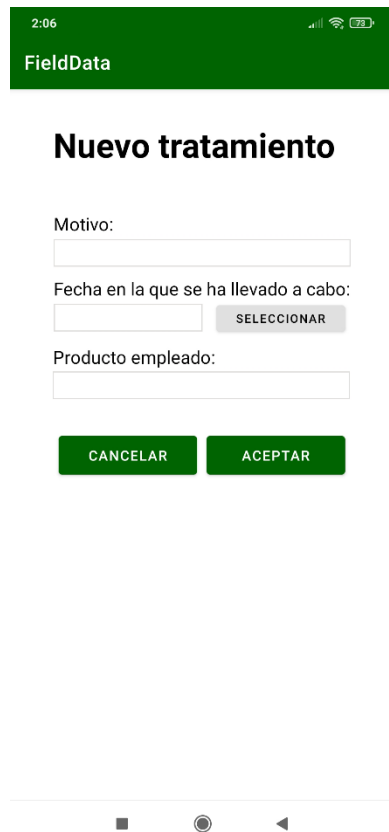 2:06
73
FieldData
Nuevo tratamiento
Motivo:
Fecha en la que se ha llevado a cabo:
SELECCIONAR
Producto empleado:
CANCELAR ACEPTAR